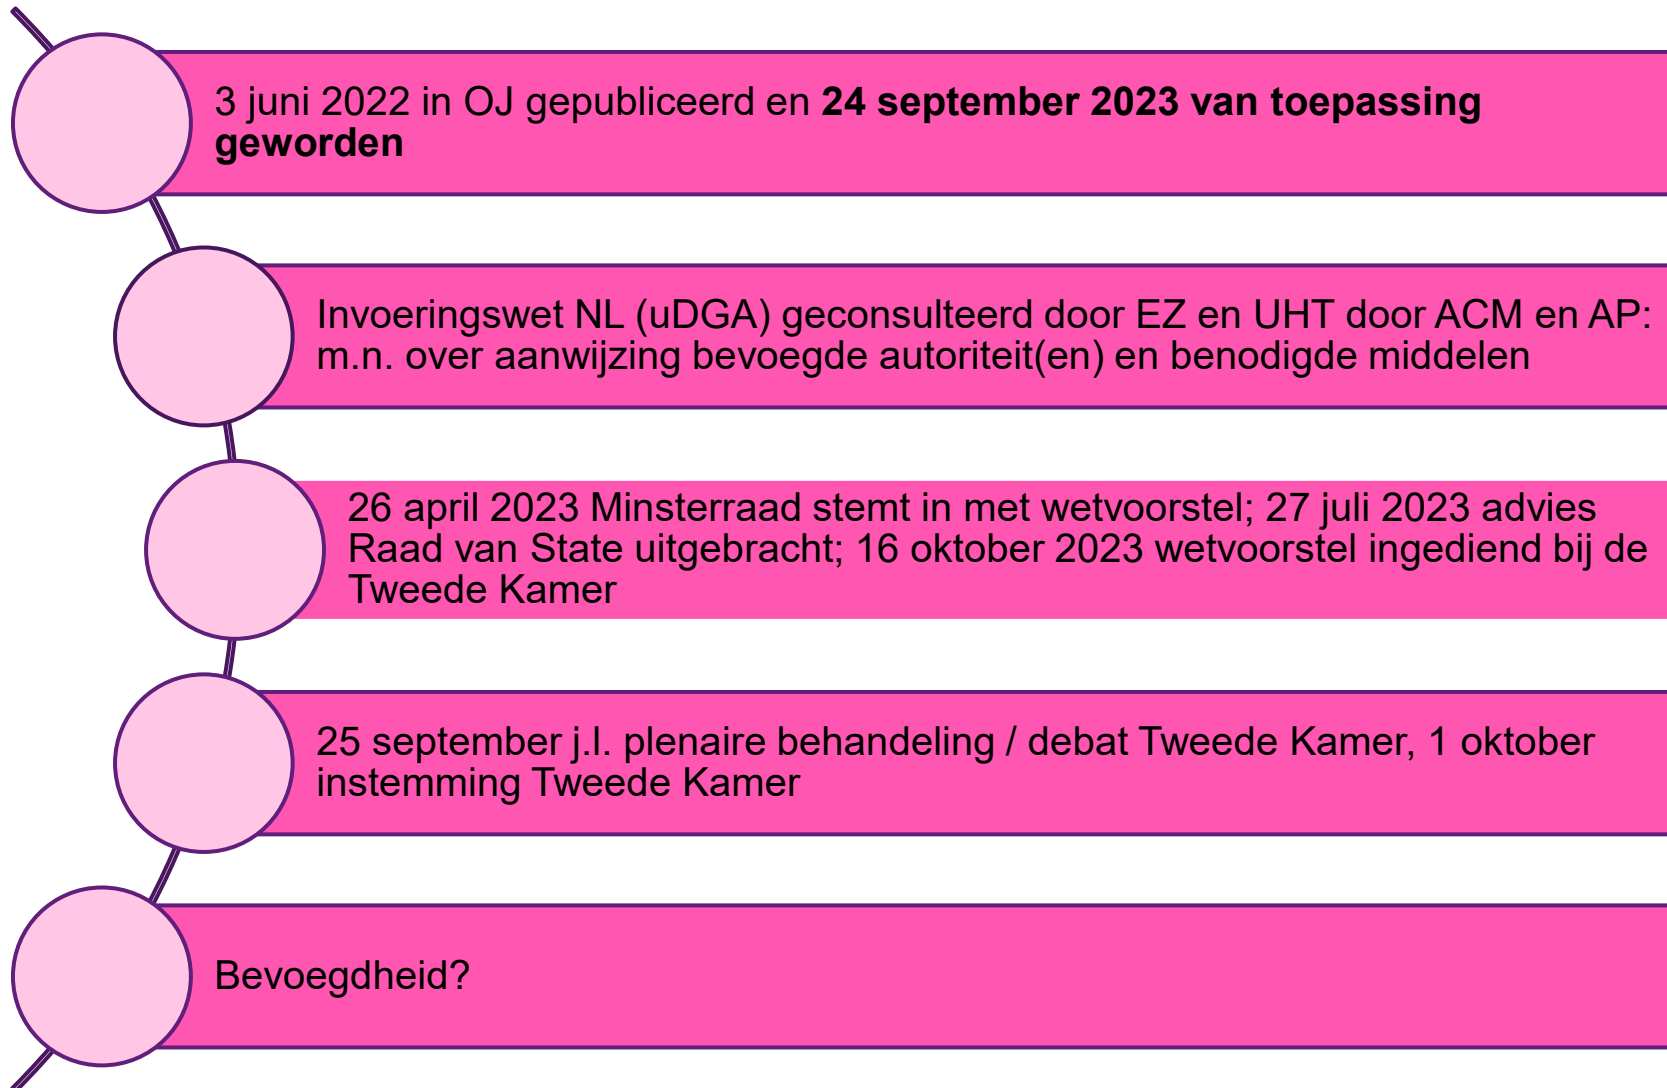 3 juni 2022 in OJ gepubliceerd en 24 september 2023 van toepassing
geworden
Invoeringswet NL (uDGA) geconsulteerd door EZ en UHT door ACM en AP:
m.n. over aanwijzing bevoegde autoriteit(en) en benodigde middelen
26 april 2023 Minsterraad stemt in met wetvoorstel; 27 juli 2023 advies
Raad van State uitgebracht; 16 oktober 2023 wetvoorstel ingediend bij de
Tweede Kamer
25 september j.l. plenaire behandeling / debat Tweede Kamer, 1 oktober
instemming Tweede Kamer
Bevoegdheid?